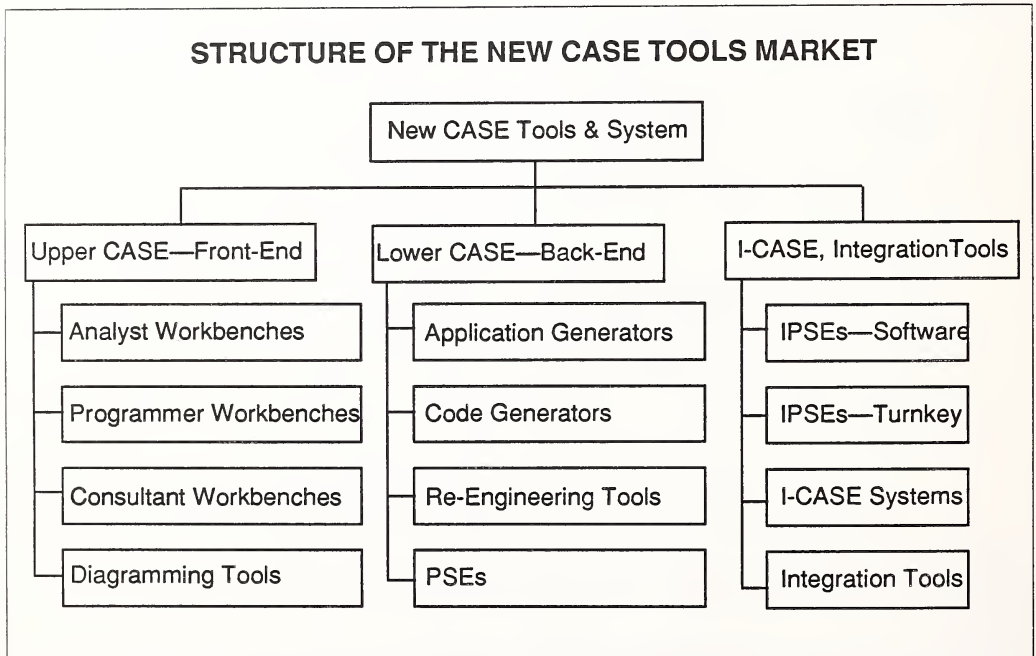 STRUCTURE OF THE NEW CASE TOOLS MARKET
New CASE Tools & System
Upper CASE—Front-End
Analyst Workbenches
Programmer Workbenches
Consultant Workbenches
Diagramming Tools
Lower CASE—Back-End
Application Generators
Code Generators
Re-Engineering Tools
PSEs
I-CASE, IntegrationTools
IPSEs—Software
IPSEs—Turnkey
I-CASE Systems
Integration Tools